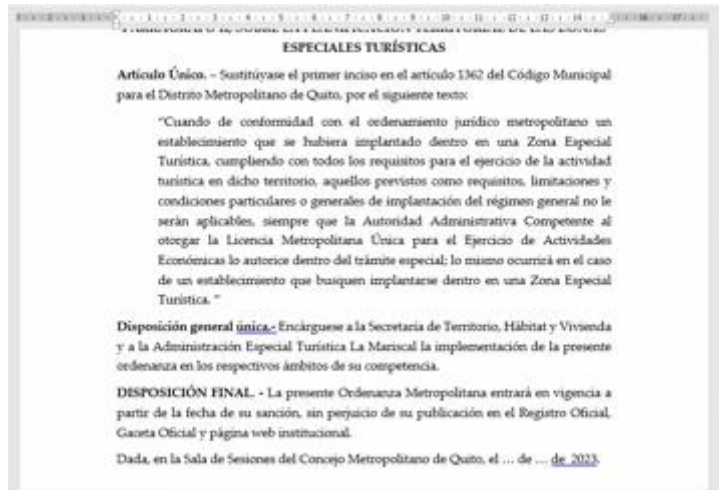 ESPECIALES TURÍSTICAS
Artículo Único. – Sustitúyase el primer inciso en el artículo 1362 del Código Municipal
para el Distrito Metropolitano de Quito, por el siguiente texto:
“Cuando de conformidad con el ordenamiento jurídico metropolitano un
establecimiento que se hubiera implantado dentro en una Zona Especial
Turística, cumpliendo con todos los requisitos para el ejercicio de la actividad
turística en dicho territorio, aquellos previstos como requisitos, limitaciones y
condiciones particulares o generales de implantación del régimen general no le
serán aplicables, siempre que la Autoridad Administrativa Competente al
otorgar la Licencia Metropolitana Única para el Ejercicio de Actividades
Económicas lo autorice dentro del trámite especial; lo mismo ocurrirá en el caso
de un establecimiento que busquen implantarse dentro en una Zona Especial
Turística. ”
Disposición general única.- Encárguese a la Secretaría de Territorio, Hábitat y Vivienda
y a la Administración Especial Turística La Mariscal la implementación de la presente
ordenanza en los respectivos ámbitos de su competencia.
DISPOSICIÓN FINAL. - La presente Ordenanza Metropolitana entrará en vigencia a
partir de la fecha de su sanción, sin perjuicio de su publicación en el Registro Oficial,
Gaceta Oficial y página web institucional.
Dada, en la Sala de Sesiones del Concejo Metropolitano de Quito, el … de … de 2023.